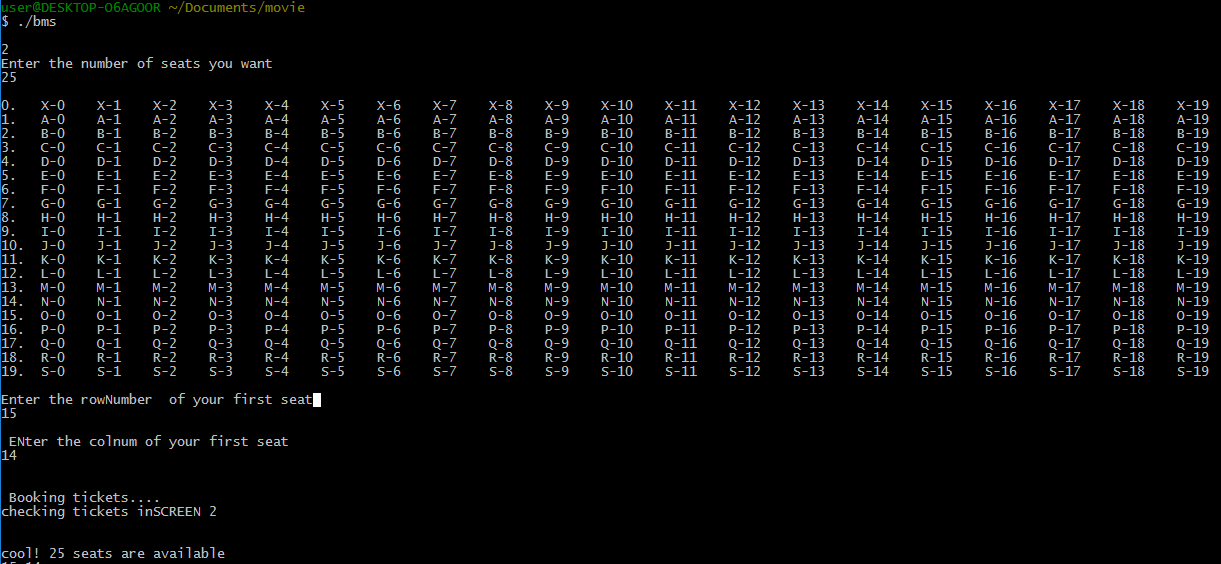 user@DESKTOP-O6AGOOR ~/Documents/movie
$ ./bms
2
Enter the number of seats you want
25
0. X-0 X-1 X-2 X-3 X-4 X-5 X-6 X-7 X-8 X-9 X-10 X-11 X-12 X-13 X-14 X-15 X-16 X-17 X-18 X-19
1. A-0 A-1 A-2 A-3 A-4 A-5 A-6 A-7 A-8 A-9 A-10 A-11 A-12 A-13 A-14 A-15 A-16 A-17 A-18 A-19
2. B-0 B-1 B-2 B-3 B-4 B-5 B-6 B-7 B-8 B-9 B-10 B-11 B-12 B-13 B-14 B-15 B-16 B-17 B-18 B-19
3. C-0 C-1 C-2 C-3 C-4 C-5 C-6 C-7 C-8 C-9 C-10 C-11 C-12 C-13 C-14 C-15 C-16 C-17 C-18 C-19
4. D-0 D-1 D-2 D-3 D-4 D-5 D-6 D-7 D-8 D-9 D-10 D-11 D-12 D-13 D-14 D-15 D-16 D-17 D-18 D-19
5. E-0 E-1 E-2 E-3 E-4 E-5 E-6 E-7 E-8 E-9 E-10 E-11 E-12 E-13 E-14 E-15 E-16 E-17 E-18 E-19
6. F-0 F-1 F-2 F-3 F-4 F-5 F-6 F-7 F-8 F-9 F-10 F-11 F-12 F-13 F-14 F-15 F-16 F-17 F-18 F-19
7. G-0 G-1 G-2 G-3 G-4 G-5 G-6 G-7 G-8 G-9 G-10 G-11 G-12 G-13 G-14 G-15 G-16 G-17 G-18 G-19
8. H-0 H-1 H-2 H-3 H-4 H-5 H-6 H-7 H-8 H-9 H-10 H-11 H-12 H-13 H-14 H-15 H-16 H-17 H-18 H-19
9. I-0 I-1 I-2 I-3 I-4 I-5 I-6 I-7 I-8 I-9 I-10 I-11 I-12 I-13 I-14 I-15 I-16 I-17 I-18 I-19
10. J-0 J-1 J-2 J-3 J-4 J-5 J-6 J-7 J-8 J-9 J-10 J-11 J-12 J-13 J-14 J-15 J-16 J-17 J-18 J-19
11. K-0 K-1 K-2 K-3 K-4 K-5 K-6 K-7 K-8 K-9 K-10 K-11 K-12 K-13 K-14 K-15 K-16 K-17 K-18 K-19
12. L-0 L-1 L-2 L-3 L-4 L-5 L-6 L-7 L-8 L-9 L-10 L-11 L-12 L-13 L-14 L-15 L-16 L-17 L-18 L-19
13. M-0 M-1 M-2 M-3 M-4 M-5 M-6 M-7 M-8 M-9 M-10 M-11 M-12 M-13 M-14 M-15 M-16 M-17 M-18 M-19
14. N-0 N-1 N-2 N-3 N-4 N-5 N-6 N-7 N-8 N-9 N-10 N-11 N-12 N-13 N-14 N-15 N-16 N-17 N-18 N-19
15. O-0 O-1 O-2 O-3 O-4 O-5 O-6 O-7 O-8 O-9 O-10 O-11 O-12 O-13 O-14 O-15 O-16 O-17 O-18 O-19
16. P-0 P-1 P-2 P-3 P-4 P-5 P-6 P-7 P-8 P-9 P-10 P-11 P-12 P-13 P-14 P-15 P-16 P-17 P-18 P-19
17. Q-0 Q-1 Q-2 Q-3 Q-4 Q-5 Q-6 Q-7 Q-8 Q-9 Q-10 Q-11 Q-12 Q-13 Q-14 Q-15 Q-16 Q-17 Q-18 Q-19
18. R-0 R-1 R-2 R-3 R-4 R-5 R-6 R-7 R-8 R-9 R-10 R-11 R-12 R-13 R-14 R-15 R-16 R-17 R-18 R-19
19. S-0 S-1 S-2 S-3 S-4 S-5 S-6 S-7 S-8 S-9 S-10 S-11 S-12 S-13 S-14 S-15 S-16 S-17 S-18 S-19
Enter the rowNumber  of your first seat
15
ENter the colnum of your first seat
14
Booking tickets....
checking tickets inSCREEN 2
cool! 25 seats are available